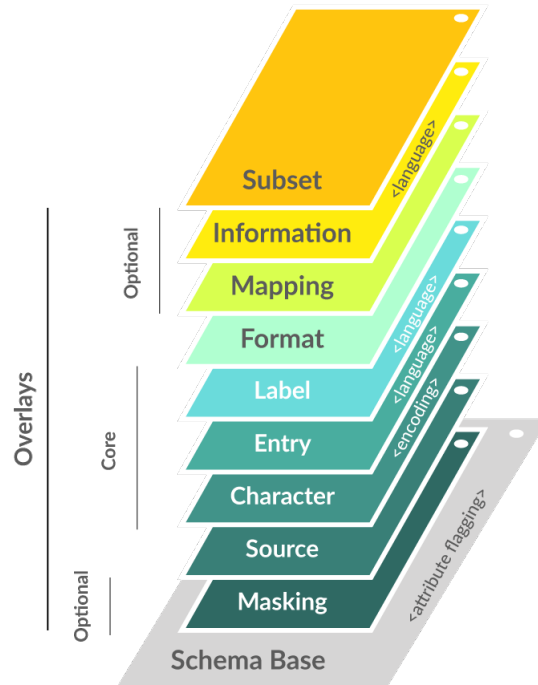 Subset
<language>
Information
Optional
Mapping
Format
<language>
Label
<language>
Overlays
Core
Entry
<encoding>
Character
Source
<attribute flagging>
Optional
Masking
Schema Base